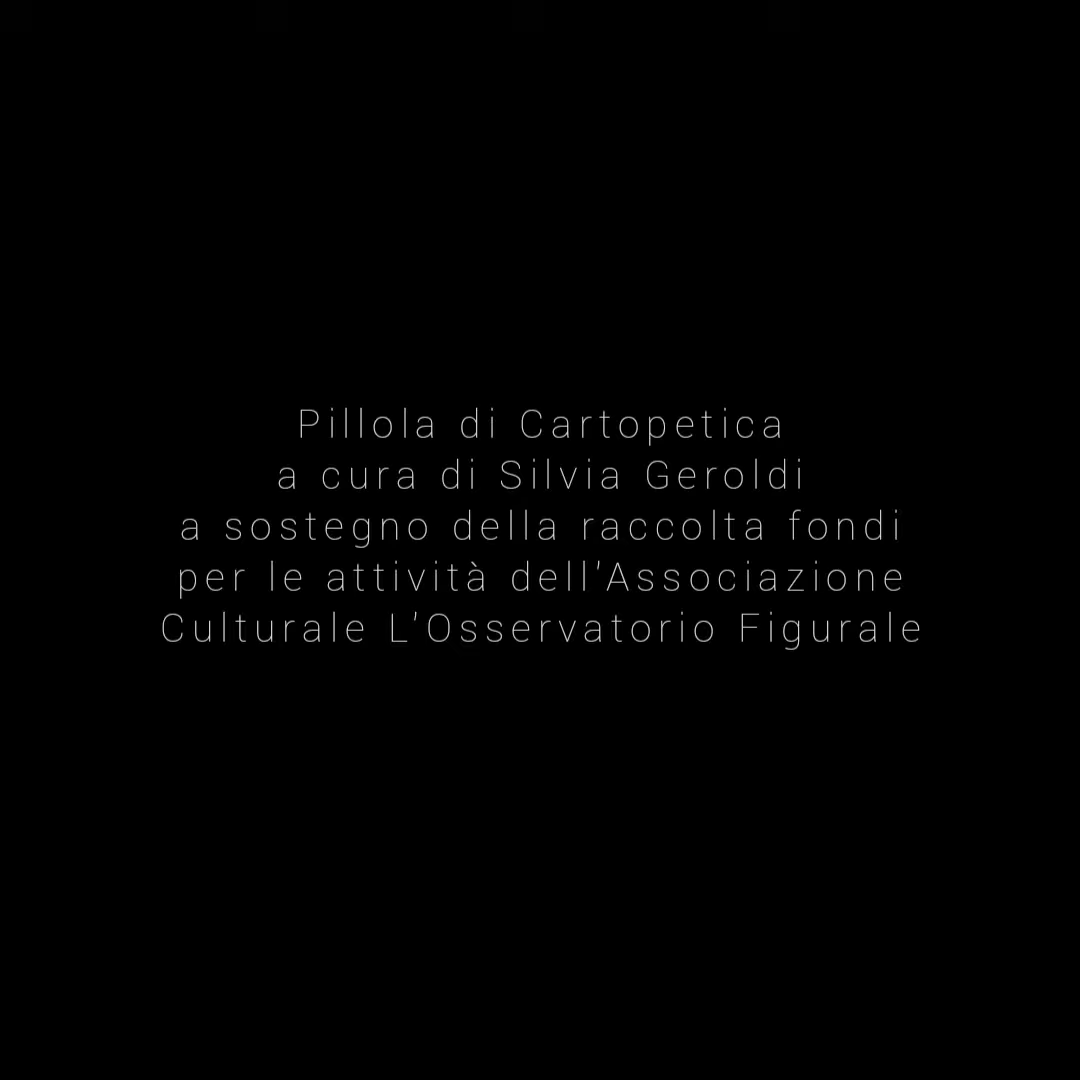 Pillola di Cartopetica
a cura di Silvia Geroldi
a sostegno della raccolta fondi
per le attività dell'Associazione
Culturale L'Osservatorio Figurale